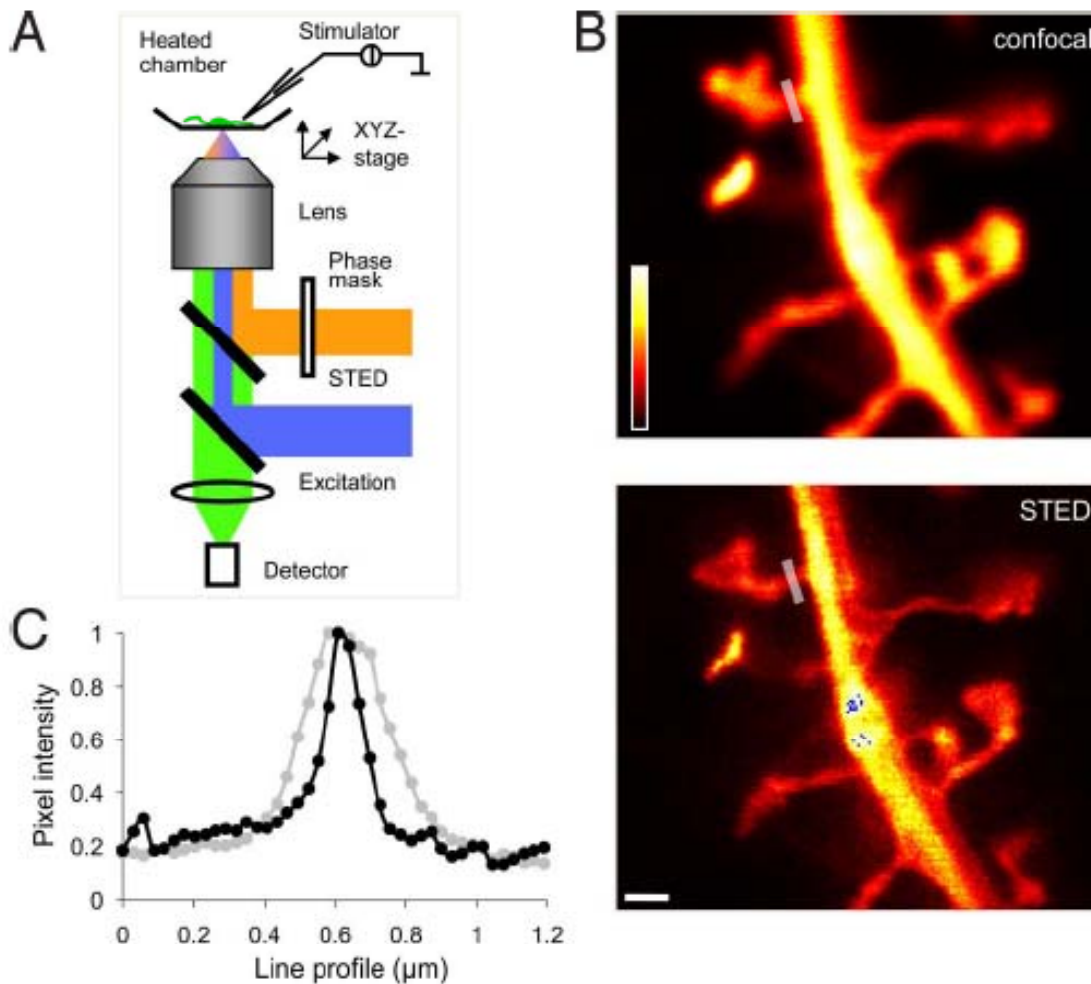 A
Heated
chamber
Stimulator
XYZ-
stage
Lens
Phase
mask
STED
Excitation
Detector
B
confocal
STED
C
Pixel intensity
1
0.8
0.6
0.4
0.2
0
0
0.2
0.4
0.6
0.8
1
1.2
Line profile (µm)